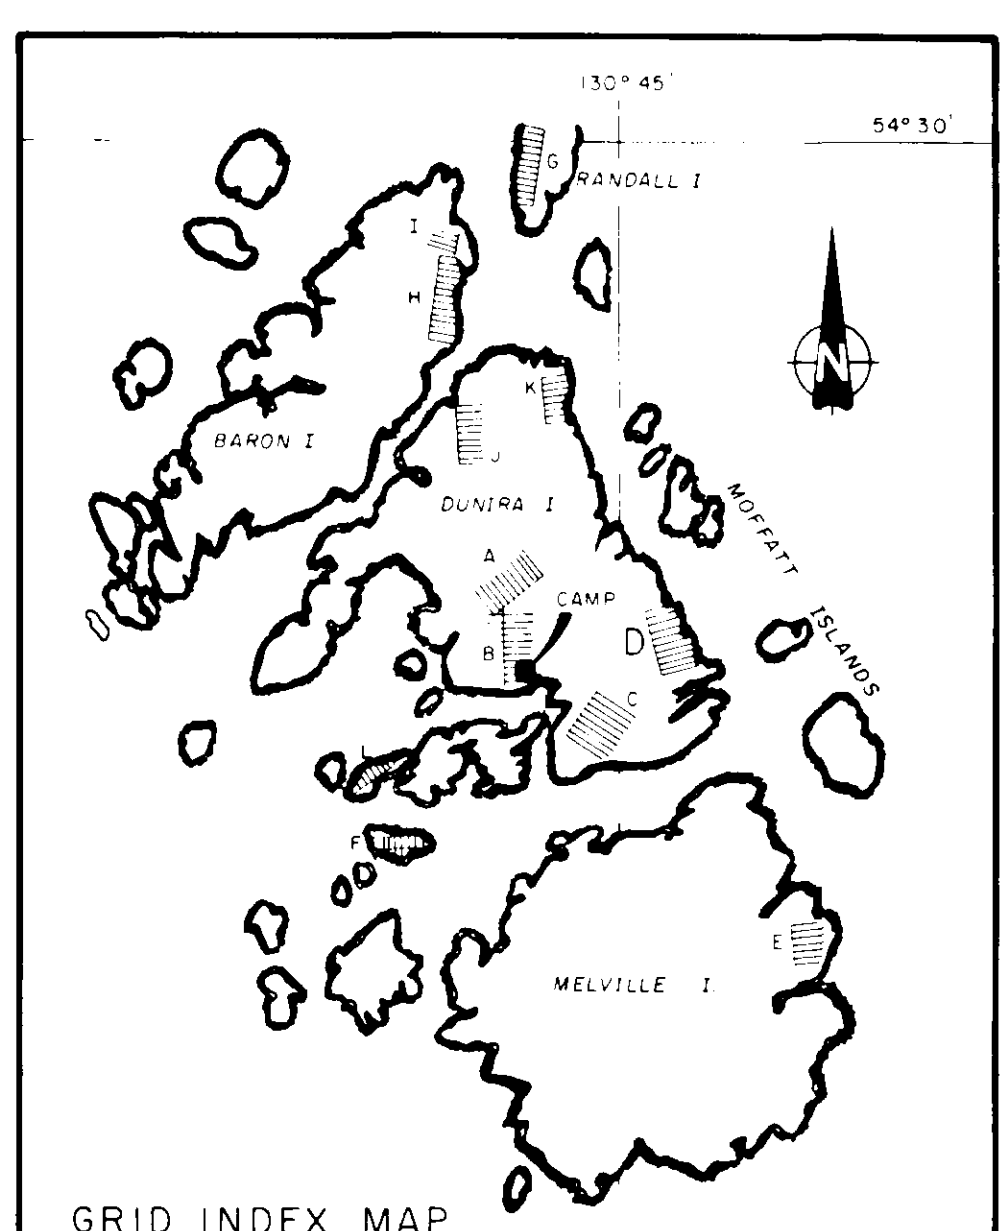 130° 45'
54° 30'
G
RANDALL I
I
H
N
K
BARON I
J
DUNIRA I
MOFFATT
ISLANDS
A
CAMP
B
D
C
L
F
E
MELVILLE I.
GRID INDEX MAP